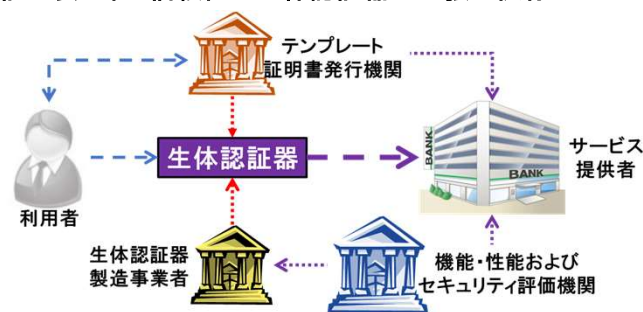 テンプレート
証明書発行機関
生体認証器
BANK
BANK
サービス
提供者
利用者
生体認証器
製造事業者
機能・性能および
セキュリティ評価機関